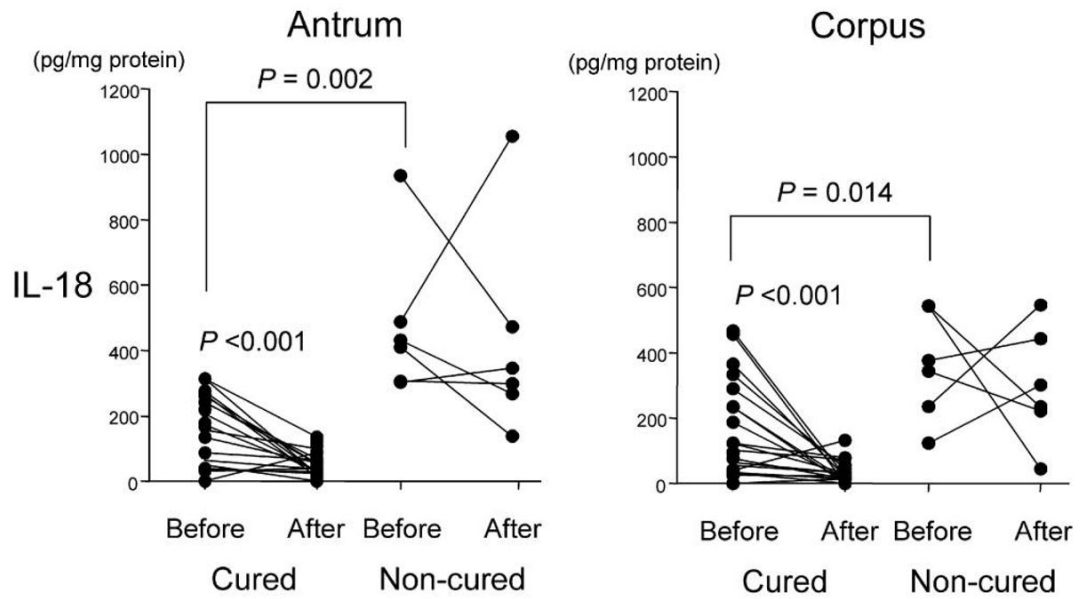 Antrum
(pg/mg protein)
P = 0.002
1200
1000
800
600
400
200
0
IL-18
P <0.001
Before After Before After
Cured Non-cured
Corpus
(pg/mg protein)
1200
1000
800
600
400
200
0
P = 0.014
P <0.001
Before After Before After
Cured Non-cured